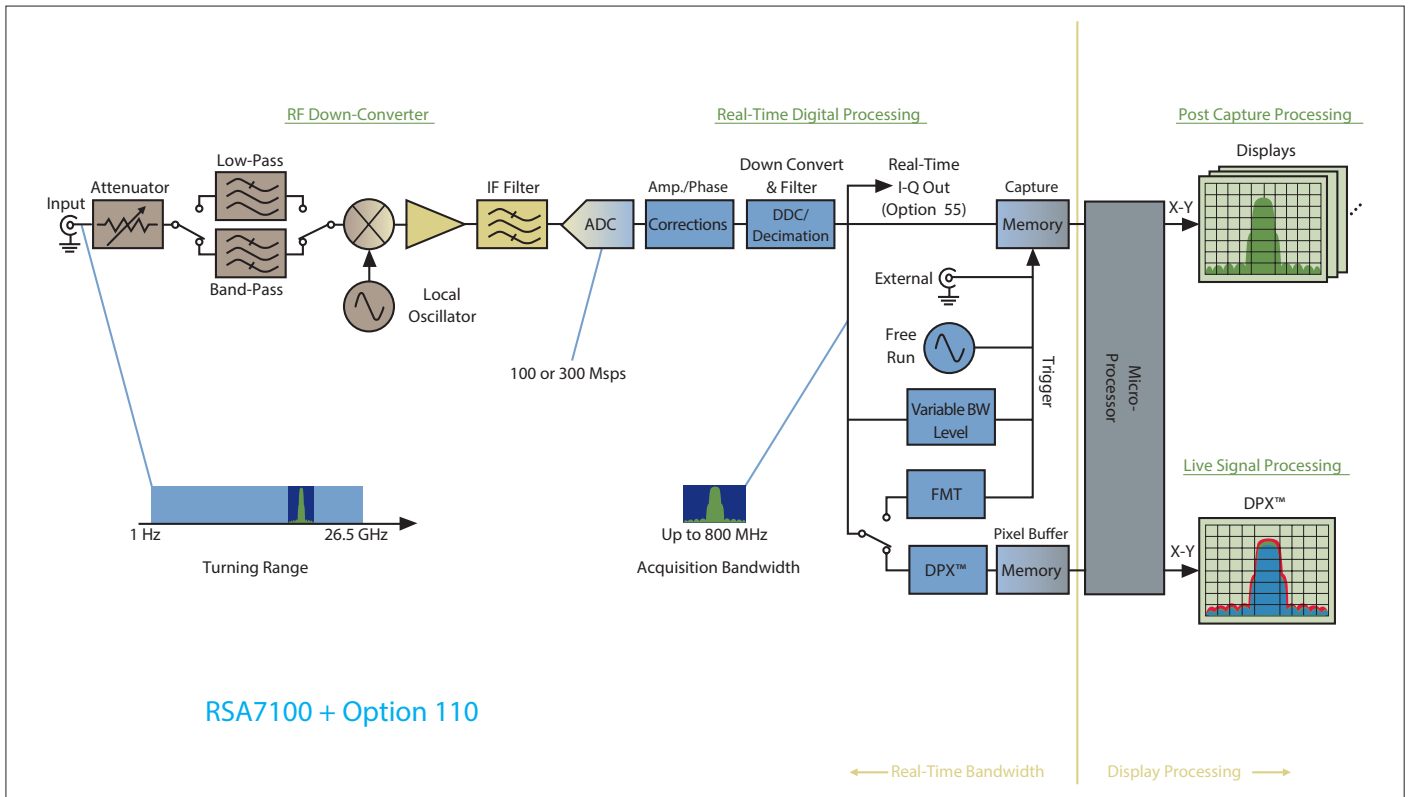 RF Down-Converter
Real-Time Digital Processing
Post Capture Processing
Input
Attenuator
Low-Pass
Band-Pass
Local
Oscillator
IF Filter
ADC
100 or 300 Msps
Amp./Phase
Corrections
Down Convert
& Filter
DDC/
Decimation
Real-Time
I-Q Out
(Option 55)
Capture
Memory
External
Free
Run
Trigger
Variable BW
Level
FMT
DPX™
Pixel Buffer
Memory
Micro-
Processor
X-Y
Displays
Live Signal Processing
DPX™
X-Y
1 Hz
26.5 GHz
Turning Range
Up to 800 MHz
Acquisition Bandwidth
RSA7100 + Option 110
Real-Time Bandwidth
Display Processing